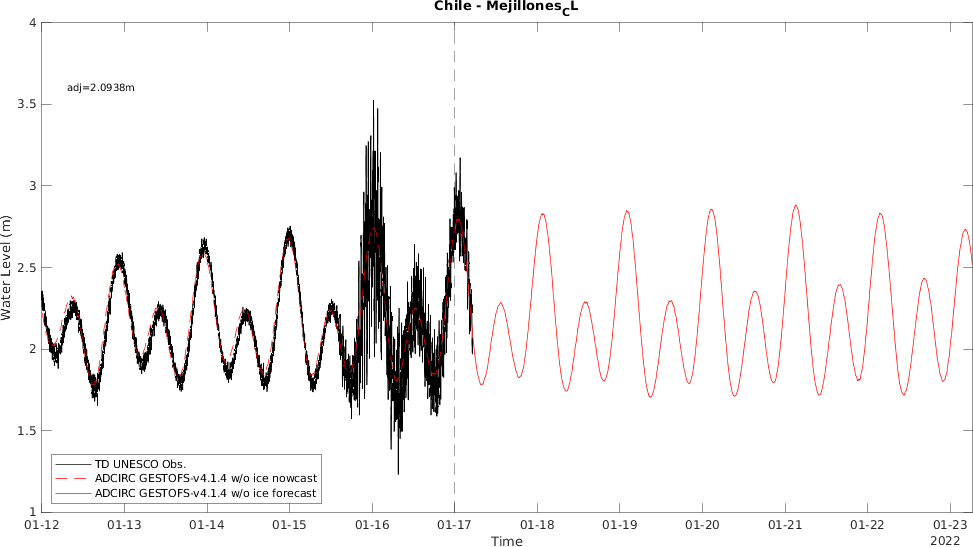 Chile - Mejillones_CL
adj=2.0938m
Water Level (m)
4
3.5
3
2.5
2
1.5
1
TD UNESCO Obs.
ADCIRC GESTOFS-v4.1.4 w/o ice nowcast
ADCIRC GESTOFS-v4.1.4 w/o ice forecast
01-12 01-13 01-14 01-15 01-16 01-17 01-18 01-19 01-20 01-21 01-22 01-23
Time
2022